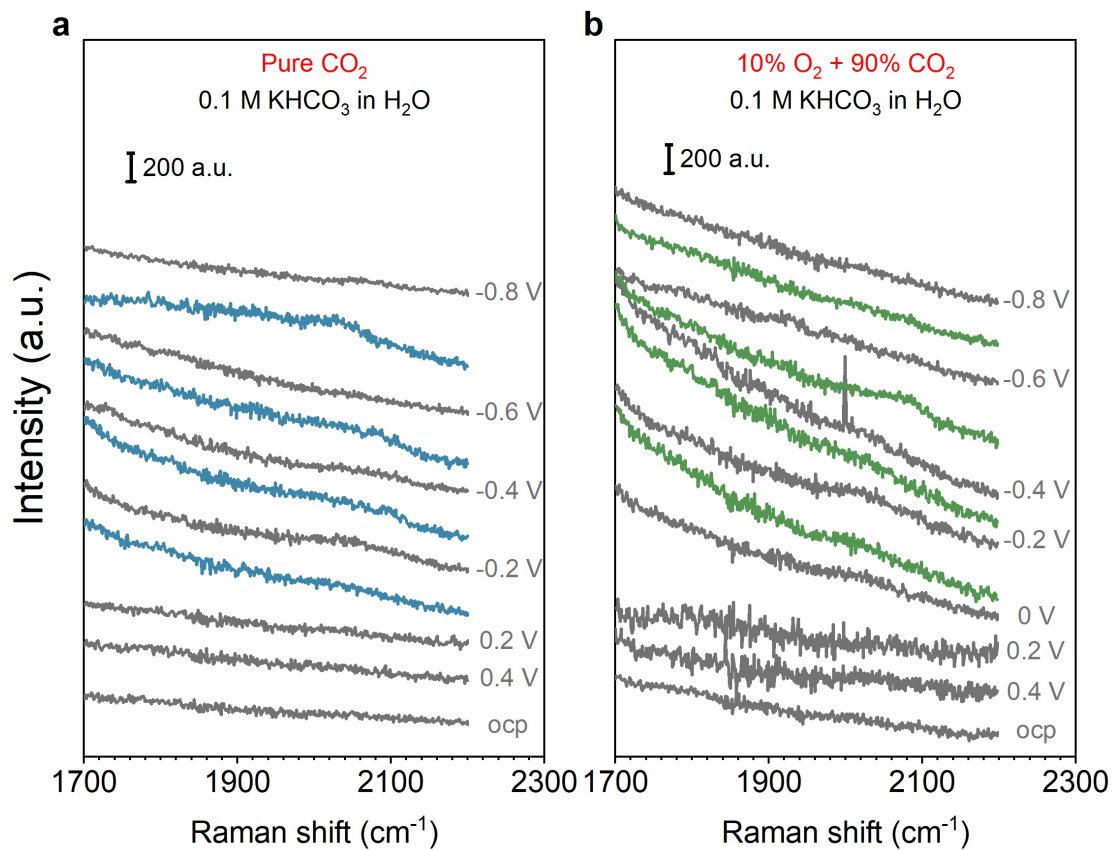 a
Pure CO₂
0.1 M KHCO₃ in H₂O
200 a.u.
-0.8 V
-0.6 V
-0.4 V
-0.2 V
0.2 V
0.4 V
ocp
1700 1900 2100 2300
Raman shift (cm⁻¹)
Intensity (a.u.)
b
10% O₂ + 90% CO₂
0.1 M KHCO₃ in H₂O
200 a.u.
-0.8 V
-0.6 V
-0.4 V
-0.2 V
0 V
0.2 V
0.4 V
ocp
1700 1900 2100 2300
Raman shift (cm⁻¹)